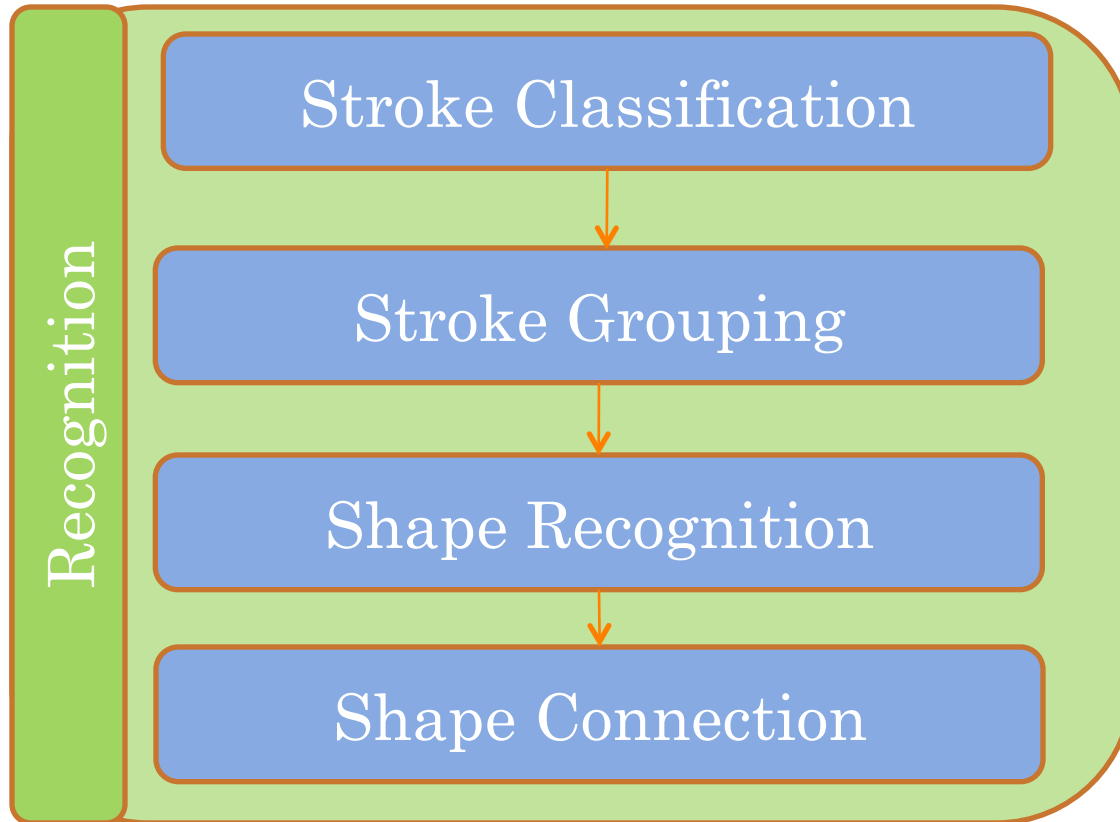 Recognition
Stroke Classification
Stroke Grouping
Shape Recognition
Shape Connection